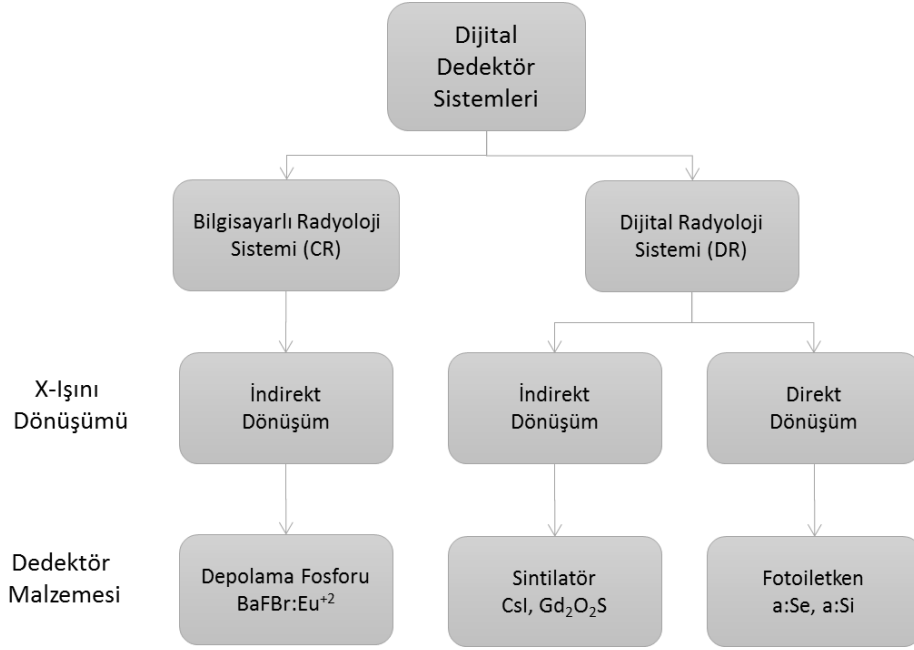 Dijital
Dedektör
Sistemleri
Bilgisayarlı Radyoloji
Sistemi (CR)
Dijital Radyoloji
Sistemi (DR)
X-Işını
Dönüşümü
İndirekt
Dönüşüm
İndirekt
Dönüşüm
Direkt
Dönüşüm
Dedektör
Malzemesi
Depolama Fosforu
BaFBr:Eu⁺²
Sintilatör
CsI, Gd₂O₂S
Fotoiletken
a:Se, a:Si